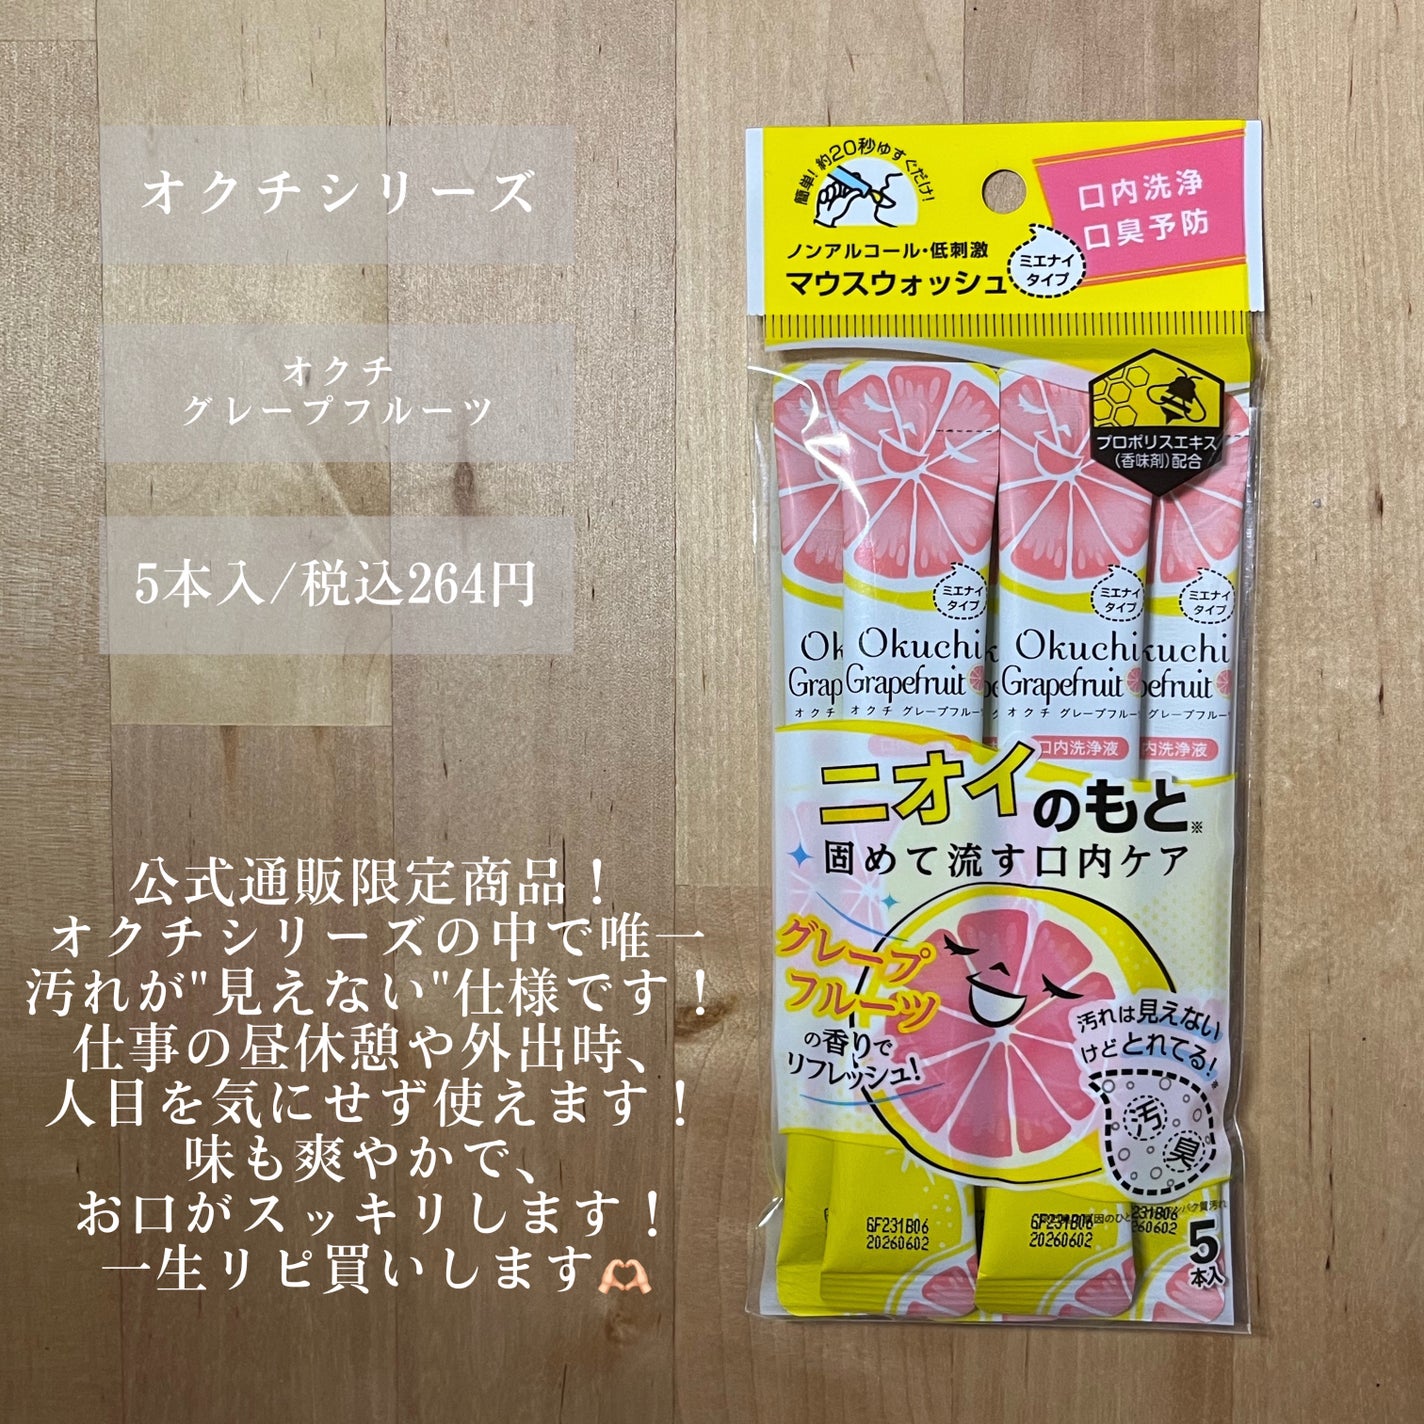 オクチシリーズ
オクチ
グレープフルーツ
5本入/税込264円
公式通販限定商品！
オクチシリーズの中で唯一
汚れが"見えない"仕様です！
仕事の昼休憩や外出時、
人目を気にせず使えます！
味も爽やかで、
お口がスッキリします！
一生リピ買いします🫶🏻
簡単！約20秒ゆすぐだけ！
口内洗浄
口臭予防
ノンアルコール・低刺激
マウスウォッシュ
ミエナイ
タイプ
プロポリスエキス
（香味剤）配合
ミエナイ
タイプ
ミエナイ
タイプ
ミエナイ
タイプ
Ok
Okuchi
Okuchi
kuchi
Grap
Grapefruit
Grapefruit
pefruit
オクチ
オクチ グレープフルーツ
オクチ グレープフルー
グレープフルー
口内洗浄液
内洗浄液
ニオイのもと※
固めて流す口内ケア
グレープ
フルーツ
の香りで
リフレッシュ！
汚れは見えない
けどとれてる！※
汚
臭
GF231B06
20260602
GF231B06
20260602
231B06
60602
5
本入